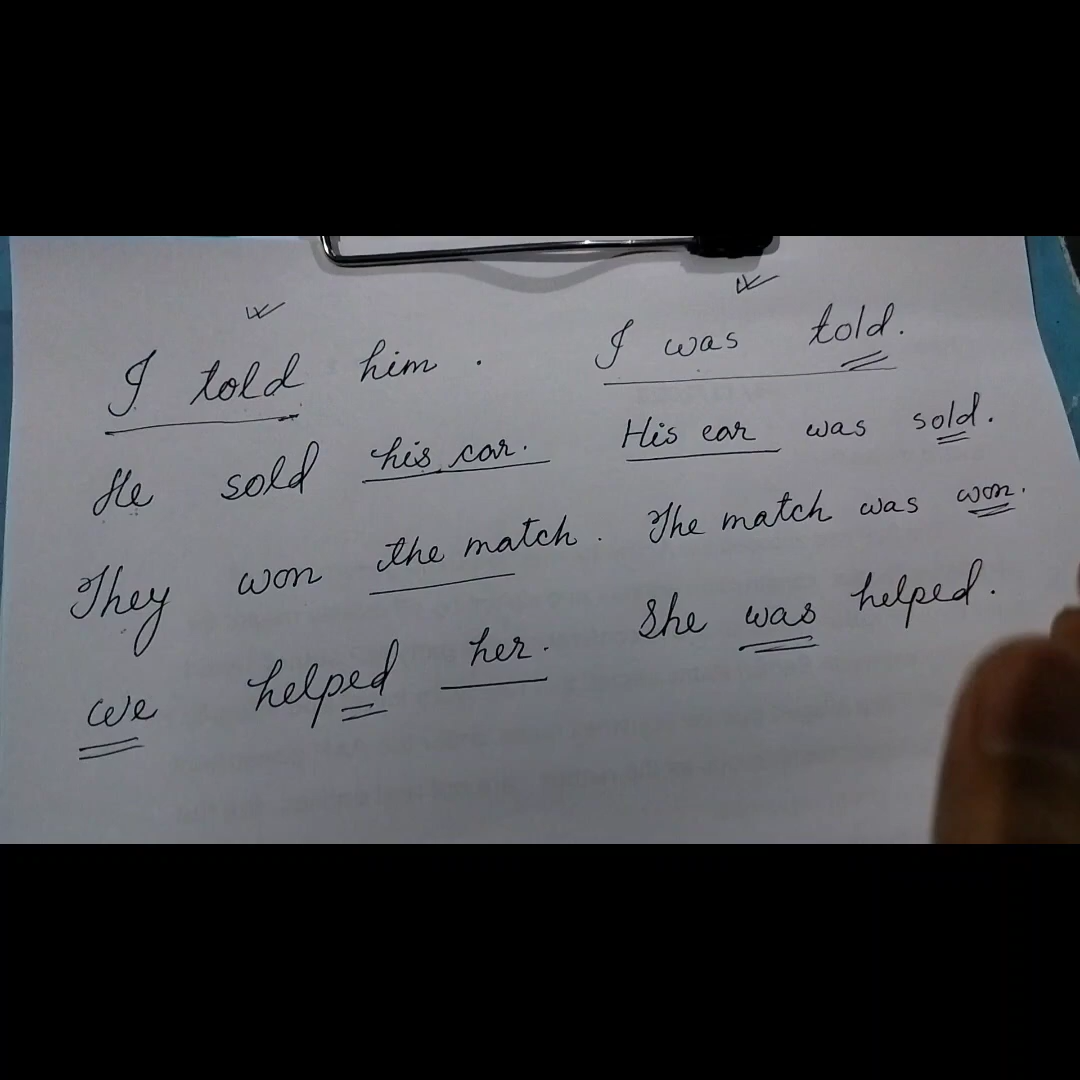 I told him. I was told.
He sold his car. His car was sold.
They won the match. The match was won.
we helped her. She was helped.